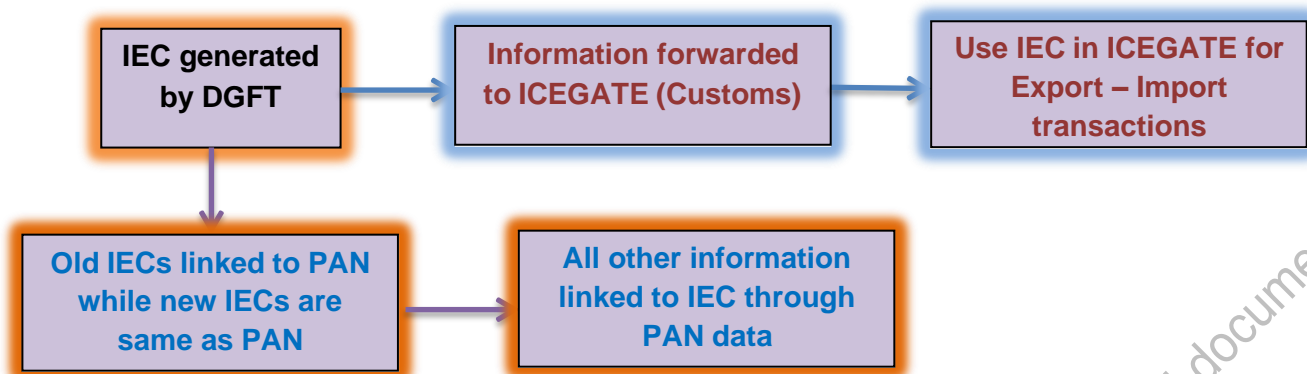 IEC generated
by DGFT
Information forwarded
to ICEGATE (Customs)
Use IEC in ICEGATE for
Export – Import
transactions
Old IECs linked to PAN
while new IECs are
same as PAN
All other information
linked to IEC through
PAN data